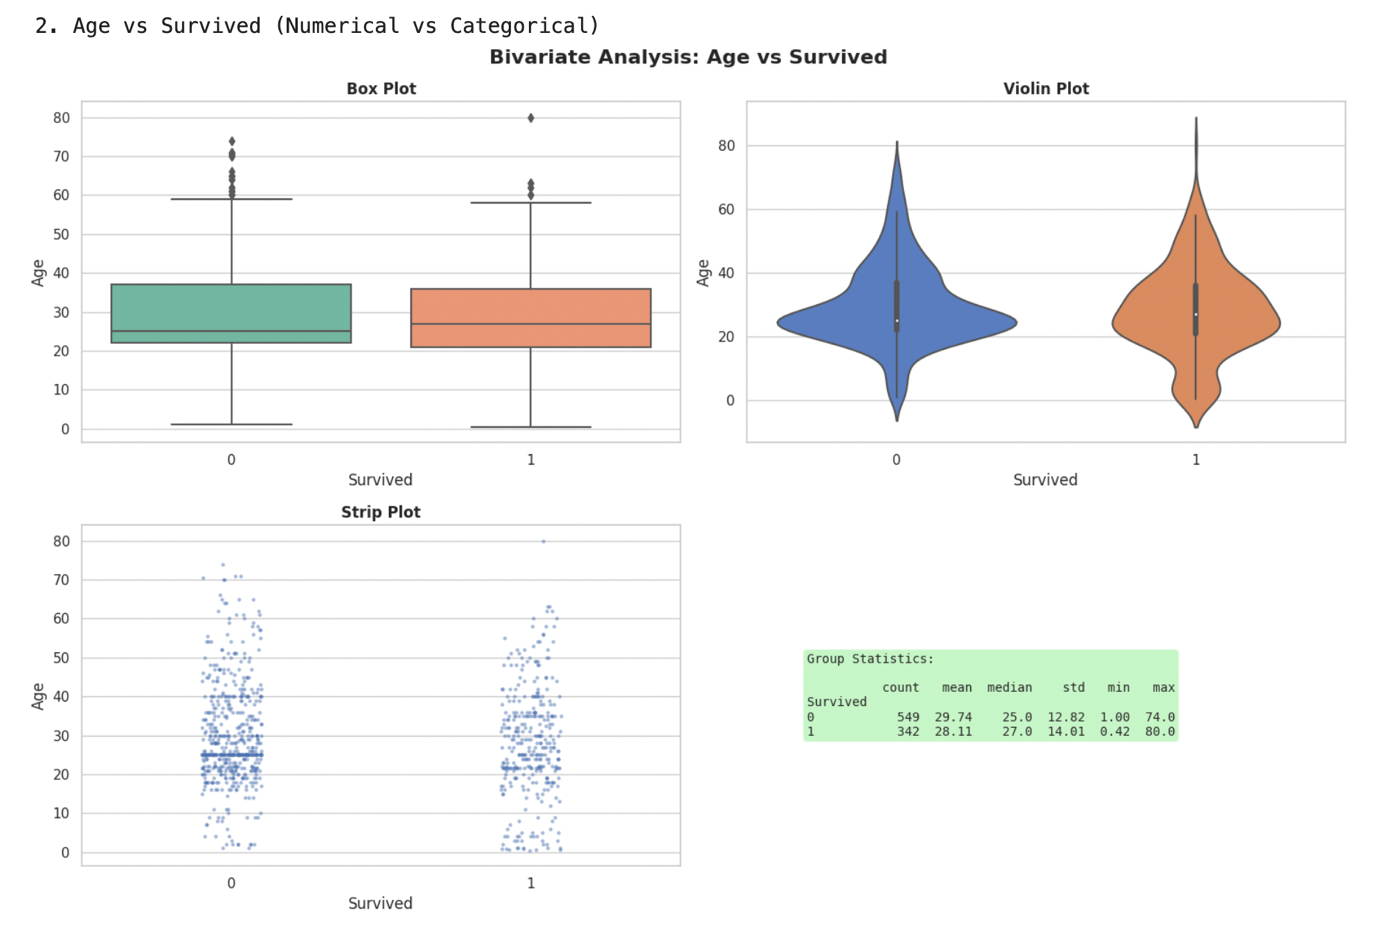 2. Age vs Survived (Numerical vs Categorical)
Bivariate Analysis: Age vs Survived
Box Plot
80
70
60
50
40
30
20
10
0
Age
0 1
Survived
Violin Plot
80
60
40
20
0
Age
0 1
Survived
Strip Plot
80
70
60
50
40
30
20
10
0
Age
0 1
Survived
Group Statistics:
count mean median std min max
Survived
0 549 29.74 25.0 12.82 1.00 74.0
1 342 28.11 27.0 14.01 0.42 80.0